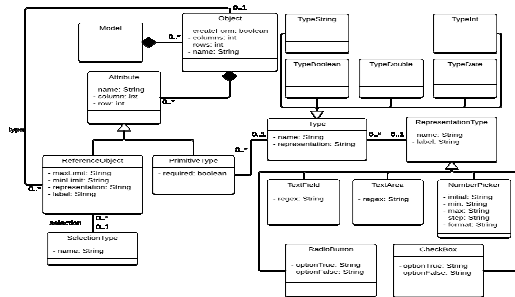 0..1
Object
Model
createForm: boolean
- columns: int
- rows: int
- name: String
0..*
TypeString
TypeInt
TypeBoolean
TypeDouble
TypeDate
Attribute
- name: String
- column: int
- row: int
0..*
type
Type
- name: String
- representation: String
0..1
0..*
0..1
RepresentationType
name: String
- label: String
0..*
ReferenceObject
- maxLimit: String
- minLimit: String
- representation: String
- label: String
0..*
PrimitiveType
- required: boolean
TextField
- regex: String
TextArea
- regex: String
NumberPicker
- initial: String
- min: String
max: String
step: String
format: String
selection
0..*
0..1
SelectionType
- name: String
RadioButton
- optionTrue: String
optionFalse: String
CheckBox
- optionTrue: String
optionFalse: String